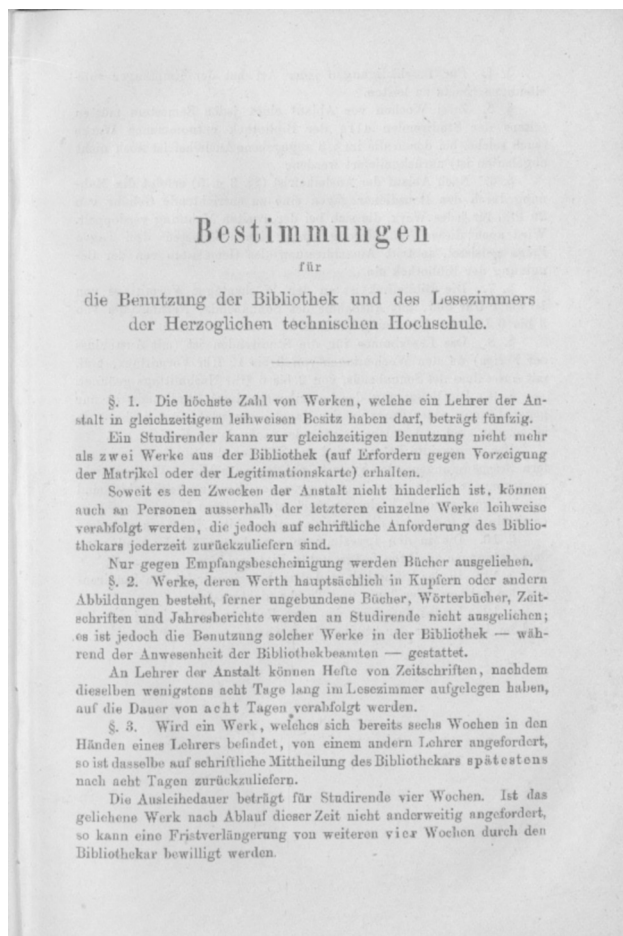 Bestimmungen
für
die Benutzung der Bibliothek und des Lesezimmers
der Herzoglichen technischen Hochschule.
§. 1. Die höchste Zahl von Werken, welche ein Lehrer der An-
stalt in gleichzeitigem leihweisen Besitz haben darf, beträgt fünfzig.
Ein Studirender kann zur gleichzeitigen Benutzung nicht mehr
als zwei Werke aus der Bibliothek (auf Erfordern gegen Vorzeigung
der Matrikel oder der Legitimationskarte) erhalten.
Soweit es den Zwecken der Anstalt nicht hinderlich ist, können
auch an Personen ausserhalb der letzteren einzelne Werke leihweise
verabfolgt werden, die jedoch auf schriftliche Anforderung des Biblio-
thekars jederzeit zurückzuliefern sind.
Nur gegen Empfangsbescheinigung werden Bücher ausgeliehen.
§. 2. Werke, deren Werth hauptsächlich in Kupfern oder andern
Abbildungen besteht, ferner ungebundene Bücher, Wörterbücher, Zeit-
schriften und Jahresberichte werden an Studirende nicht ausgeliehen;
es ist jedoch die Benutzung solcher Werke in der Bibliothek — wäh-
rend der Anwesenheit der Bibliothekbeamten — gestattet.
An Lehrer der Anstalt können Hefte von Zeitschriften, nachdem
dieselben wenigstens acht Tage lang im Lesezimmer aufgelegen haben,
auf die Dauer von acht Tagen verabfolgt werden.
§. 3. Wird ein Werk, welches sich bereits sechs Wochen in den
Händen eines Lehrers befindet, von einem andern Lehrer angefordert,
so ist dasselbe auf schriftliche Mittheilung des Bibliothekars spätestens
nach acht Tagen zurückzuliefern.
Die Ausleihedauer beträgt für Studirende vier Wochen. Ist das
geliehene Werk nach Ablauf dieser Zeit nicht anderweitig angefordert,
so kann eine Fristverlängerung von weiteren vier Wochen durch den
Bibliothekar bewilligt werden.